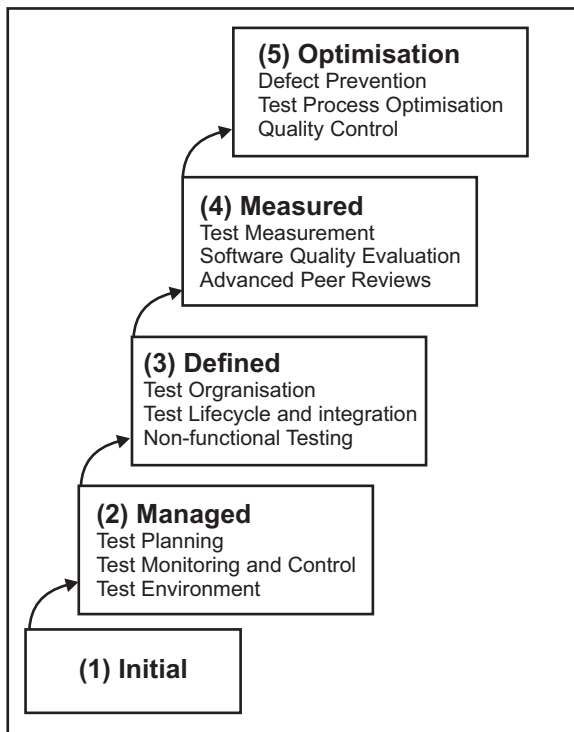 (5) Optimisation
Defect Prevention
Test Process Optimisation
Quality Control
(4) Measured
Test Measurement
Software Quality Evaluation
Advanced Peer Reviews
(3) Defined
Test Orgranisation
Test Lifecycle and integration
Non-functional Testing
(2) Managed
Test Planning
Test Monitoring and Control
Test Environment
(1) Initial